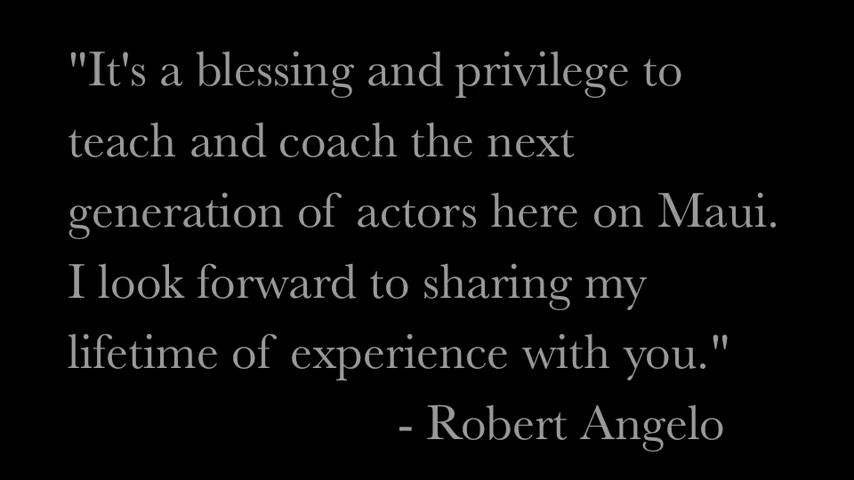 "It's a blessing and privilege to
teach and coach the next
generation of actors here on Maui.
I look forward to sharing my
lifetime of experience with you."
- Robert Angelo